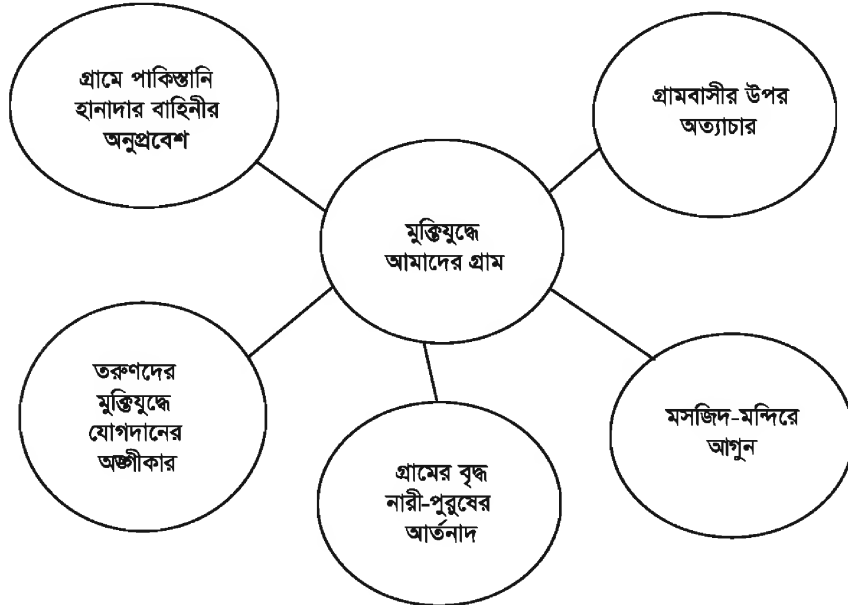 গ্রামে পাকিস্তানি
হানাদার বাহিনীর
অনুপ্রবেশ
গ্রামবাসীর উপর
অত্যাচার
মুক্তিযুদ্ধে
আমাদের গ্রাম
তরুণদের
মুক্তিযুদ্ধে
যোগদানের
অঙ্গীকার
গ্রামের বৃদ্ধ
নারী-পুরুষের
আর্তনাদ
মসজিদ-মন্দিরে
আগুন